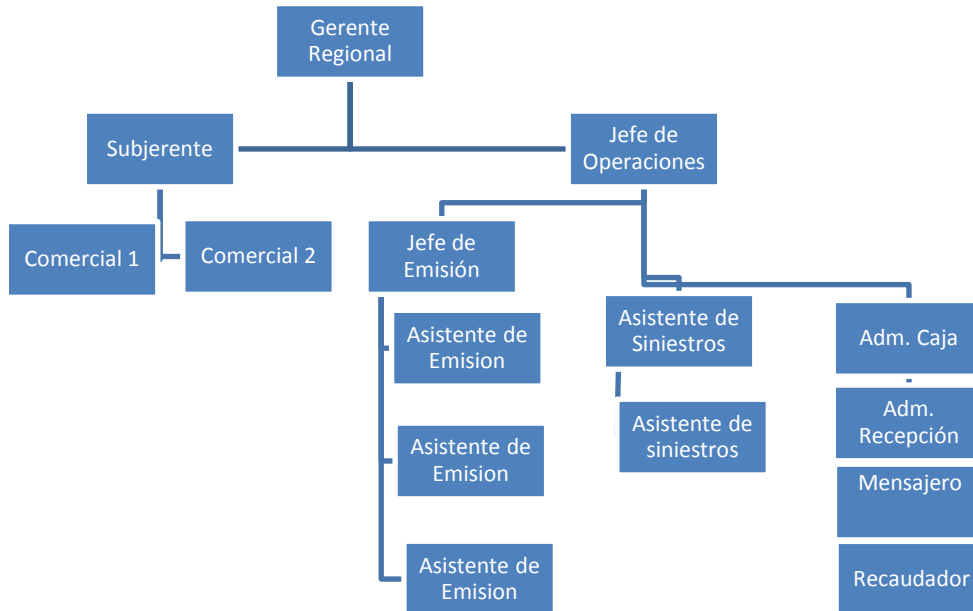 Gerente
Regional
Subjerente
Jefe de
Operaciones
Comercial 1
Comercial 2
Jefe de
Emisión
Asistente de
Emision
Asistente de
Emision
Asistente de
Emision
Asistente de
Siniestros
Asistente de
siniestros
Adm. Caja
Adm.
Recepción
Mensajero
Recaudador